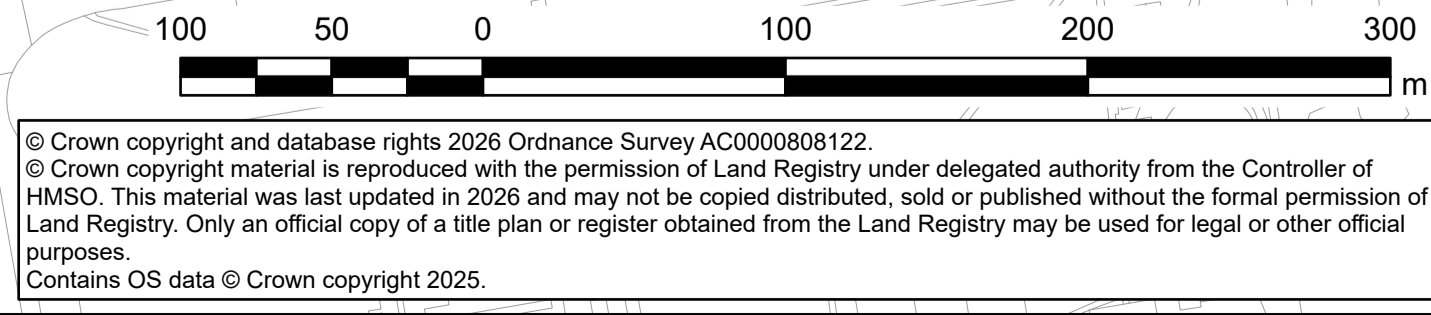 100 50 0 100 200 300
m
© Crown copyright and database rights 2026 Ordnance Survey AC0000808122.
© Crown copyright material is reproduced with the permission of Land Registry under delegated authority from the Controller of
HMSO. This material was last updated in 2026 and may not be copied distributed, sold or published without the formal permission of
Land Registry. Only an official copy of a title plan or register obtained from the Land Registry may be used for legal or other official
purposes.
Contains OS data © Crown copyright 2025.